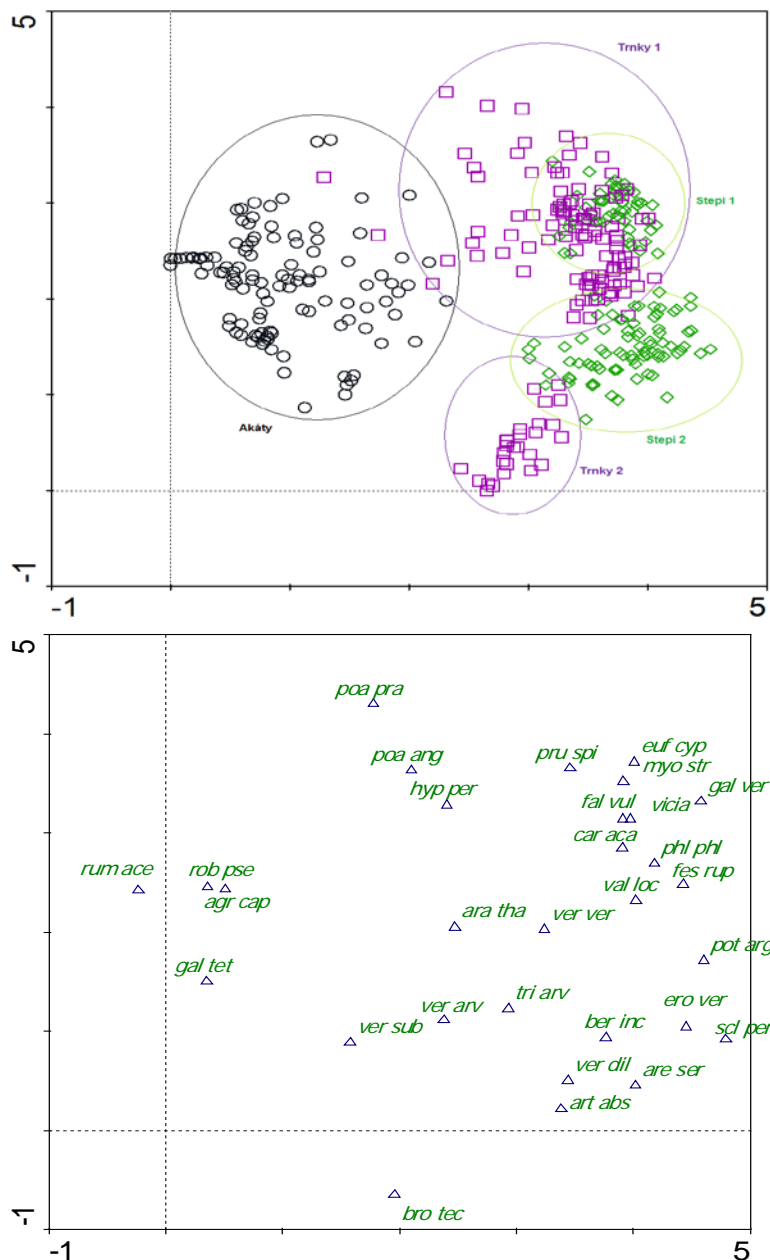 5
Trnky 1
Stepi 1
Akáty
Stepi 2
Trnky 2
-1
-1
5
5
poa pra
poa ang
pru spi
euf cyp
myo str
hyp per
fal vul
vicia
gal ver
car aca
phl phl
rum ace
rob pse
fes rup
agr cap
val loc
ara tha
ver ver
gal tet
pot arg
ver arv
tri arv
ero ver
ver sub
ber inc
scl per
ver dil
are ser
art abs
bro tec
-1
-1
5